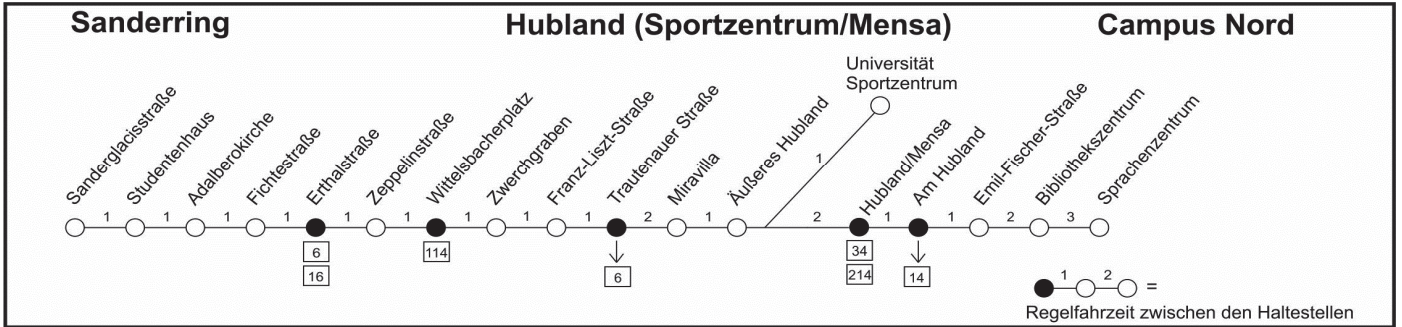 Sanderring
Hubland (Sportzentrum/Mensa)
Campus Nord
Universität
Sportzentrum
Sanderglacisstraße
Studentenhaus
Adalberokirche
Fichtestraße
Erthalstraße
Zeppelinstraße
Wittelsbacherplatz
Zwerchgraben
Franz-Liszt-Straße
Trautenauer Straße
Miravilla
Äußeres Hubland
Hubland/Mensa
Am Hubland
Emil-Fischer-Straße
Bibliothekszentrum
Sprachenzentrum
1
1 1 1 1 1 1 1 1 1 2 1 2 1 1 2 3
6
16
114
6
34
214
14
1 2
=
Regelfahrzeit zwischen den Haltestellen